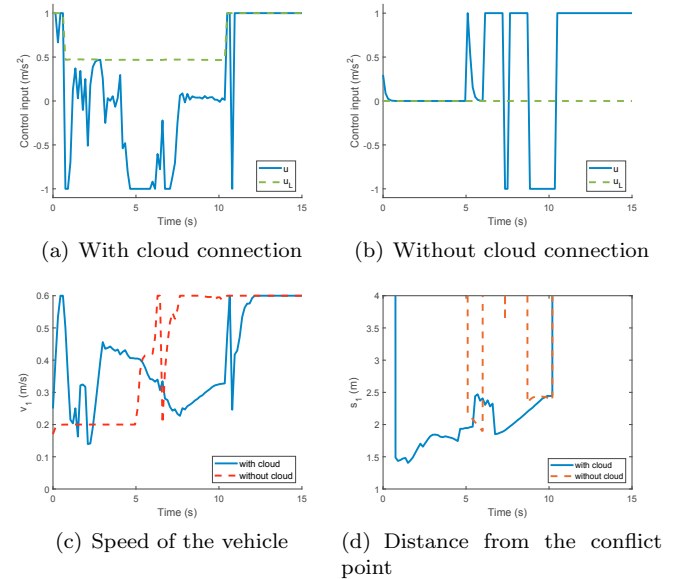 1
0.5
0
-0.5
-1
Control input (m/s²)
0 5 10 15
Time (s)
u
u_L
(a) With cloud connection
1
0.5
0
-0.5
-1
Control input (m/s²)
0 5 10 15
Time (s)
u
u_L
(b) Without cloud connection
0.6
0.5
0.4
0.3
0.2
0.1
0
v₁ (m/s)
0 5 10 15
Time (s)
with cloud
without cloud
(c) Speed of the vehicle
4
3.5
3
2.5
2
1.5
1
s₁ (m)
0 5 10 15
Time (s)
with cloud
without cloud
(d) Distance from the conflict
point